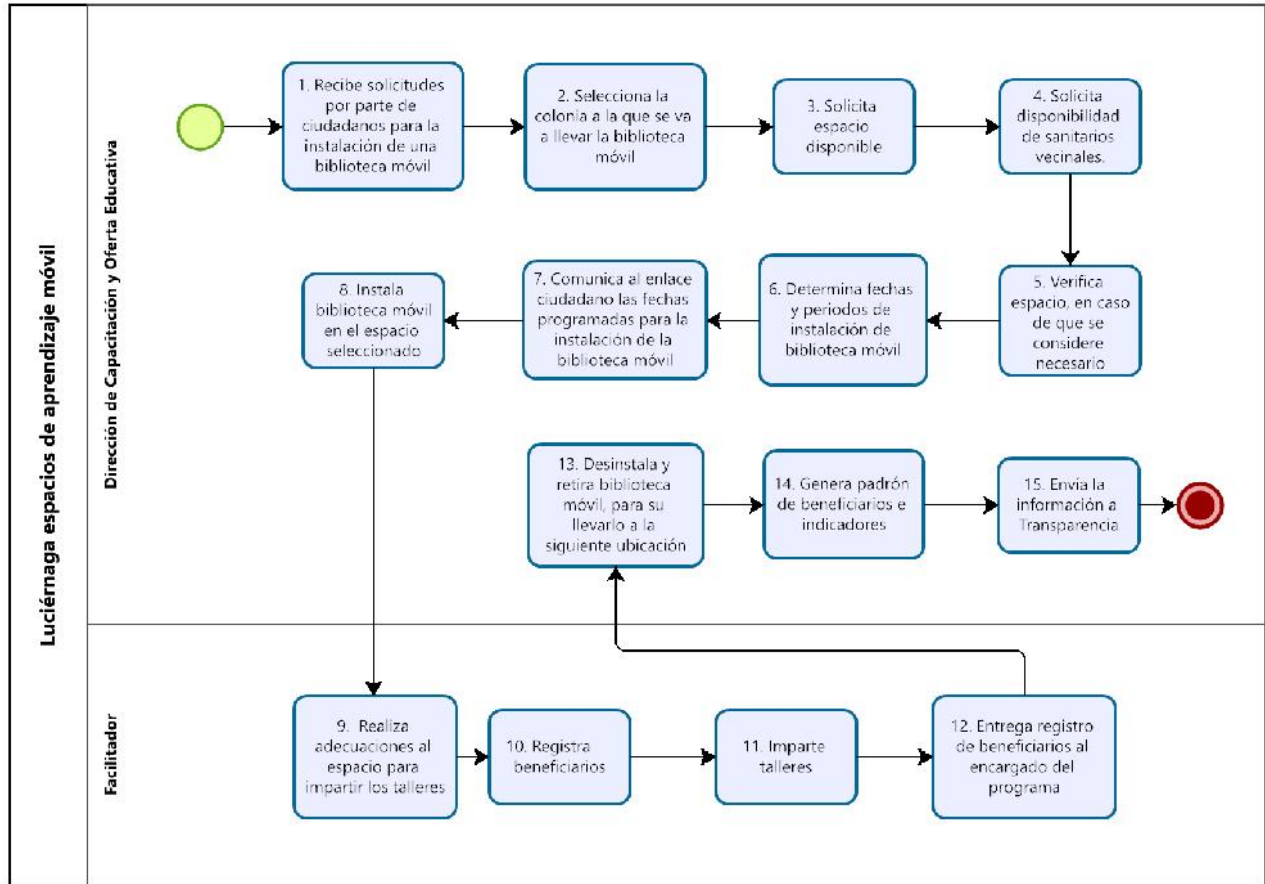 Luciérnaga espacios de aprendizaje móvil
Dirección de Capacitación y Oferta Educativa
1. Recibe solicitudes
por parte de
ciudadanos para la
instalación de una
biblioteca móvil
2. Selecciona la
colonia a la que se va
a llevar la biblioteca
móvil
3. Solicita
espacio
disponible
4. Solicita
disponibilidad
de sanitarios
vecinales.
5. Verifica
espacio, en caso
de que se
considere
necesario
6. Determina fechas
y periodos de
instalación de
biblioteca móvil
7. Comunica al enlace
ciudadano las fechas
programadas para la
instalación de la
biblioteca móvil
8. Instala
biblioteca móvil
en el espacio
seleccionado
Facilitador
9. Realiza
adecuaciones al
espacio para
impartir los talleres
10. Registra
beneficiarios
11. Imparte
talleres
12. Entrega registro
de beneficiarios al
encargado del
programa
13. Desinstala y
retira biblioteca
móvil, para su
llevarlo a la
siguiente ubicación
14. Genera padrón
de beneficiarios e
indicadores
15. Envía la
información a
Transparencia